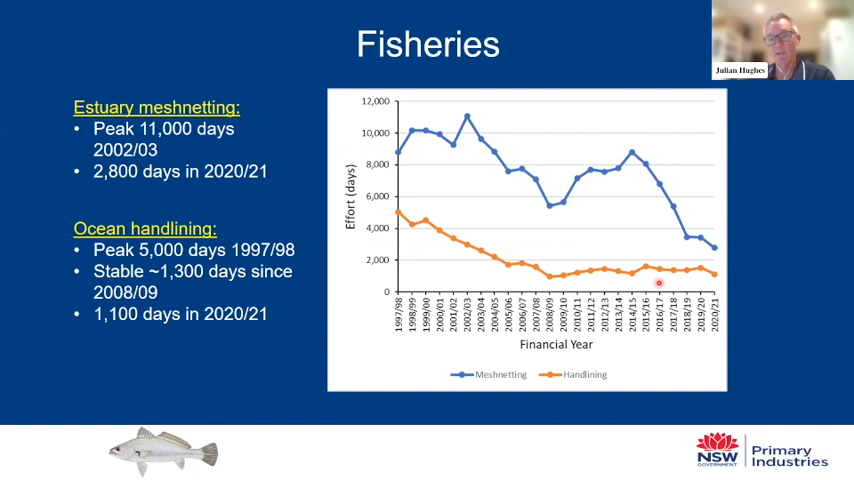 Fisheries
Julian Hughes
Estuary meshnetting:
• Peak 11,000 days
2002/03
• 2,800 days in 2020/21
Ocean handlining:
• Peak 5,000 days 1997/98
• Stable ~1,300 days since
2008/09
• 1,100 days in 2020/21
12,000
10,000
8,000
6,000
4,000
2,000
0
Effort (days)
1997/98
1998/99
1999/00
2000/01
2001/02
2002/03
2003/04
2004/05
2005/06
2006/07
2007/08
2008/09
2009/10
2010/11
2011/12
2012/13
2013/14
2014/15
2015/16
2016/17
2017/18
2018/19
2019/20
2020/21
Financial Year
Meshnetting
Handlining
NSW
GOVERNMENT
Primary
Industries